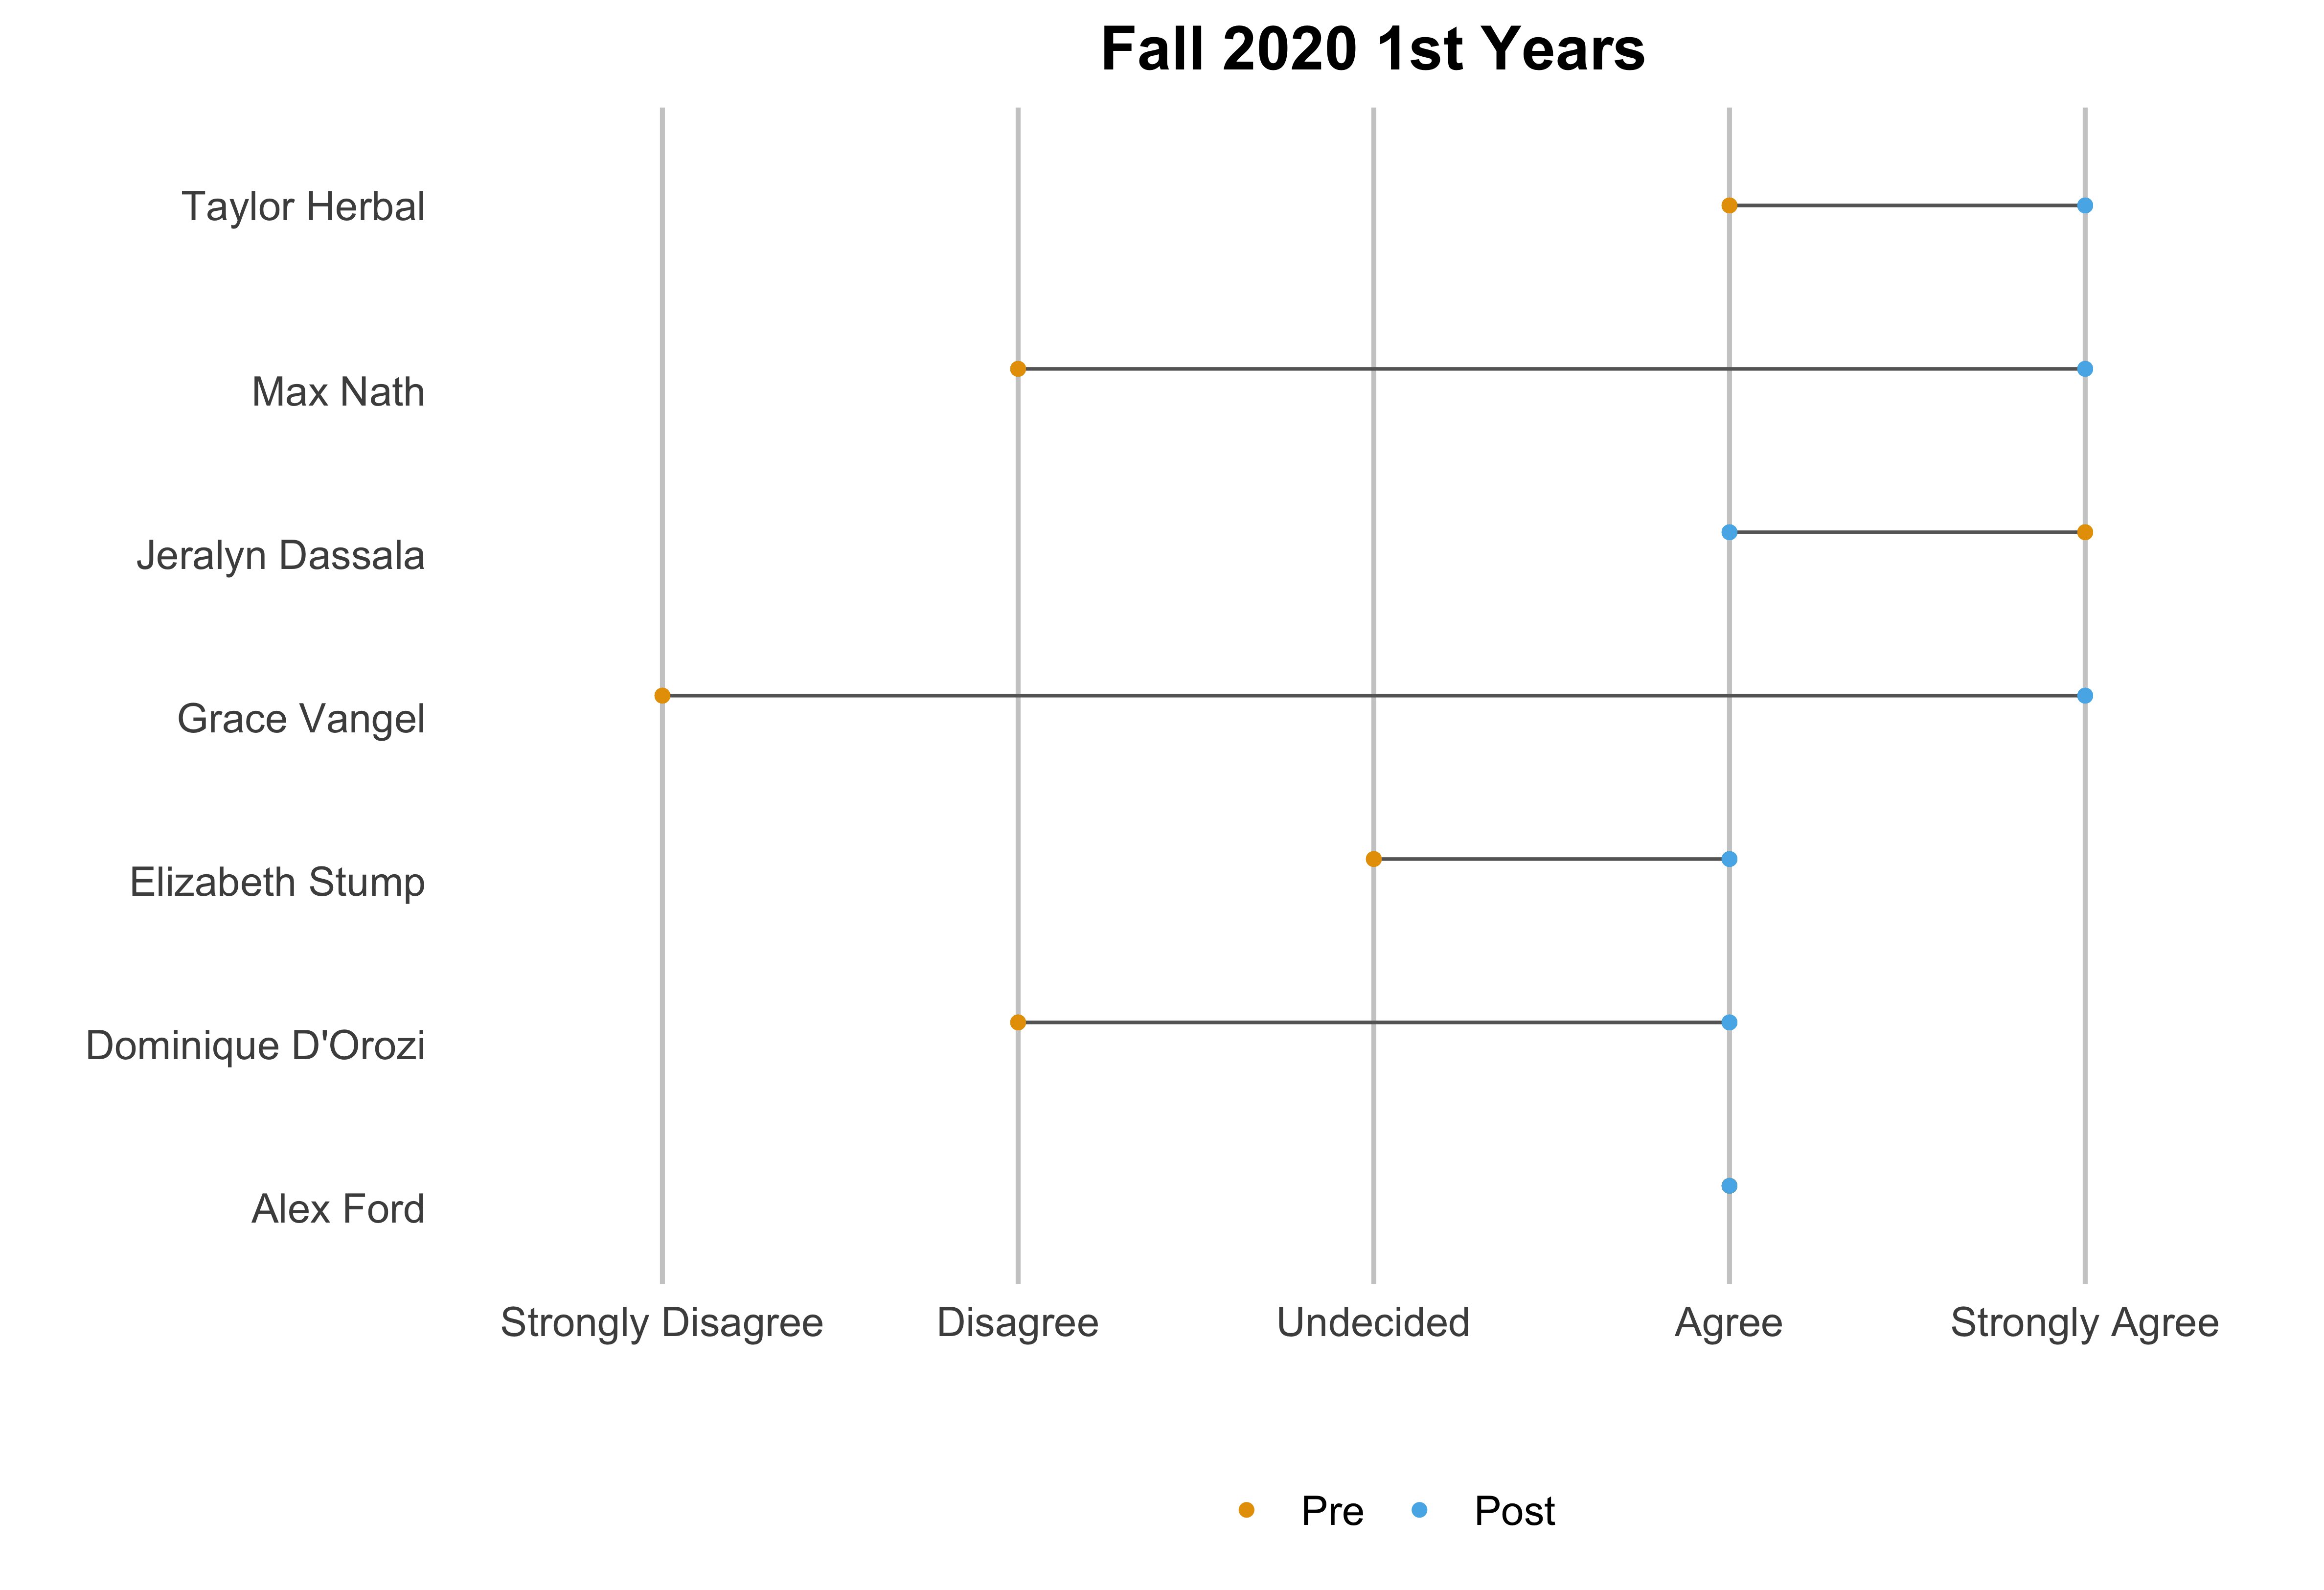 Fall 2020 1st Years
Taylor Herbal
Max Nath
Jeralyn Dassala
Grace Vangel
Elizabeth Stump
Dominique D'Orozi
Alex Ford
Strongly Disagree Disagree Undecided Agree Strongly Agree
Pre Post